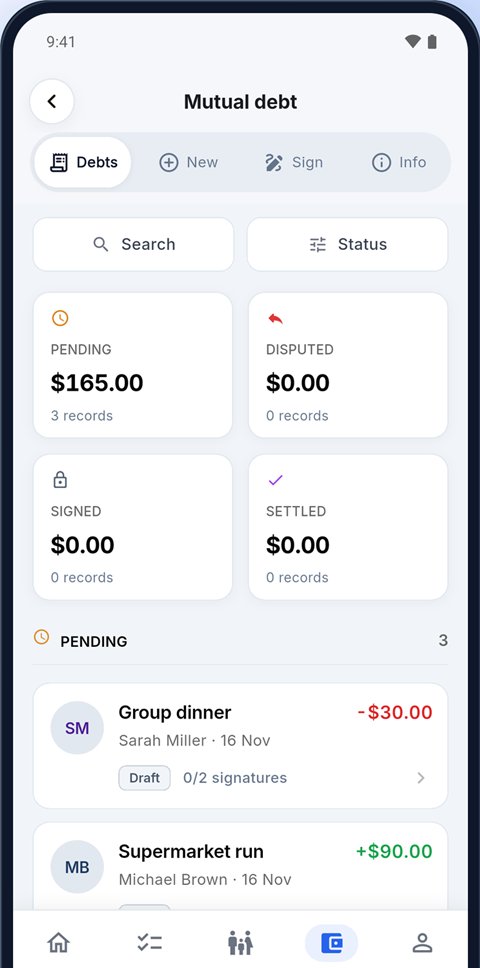 9:41
Mutual debt
Debts
New
Sign
Info
Search
Status
PENDING
$165.00
3 records
DISPUTED
$0.00
0 records
SIGNED
$0.00
0 records
SETTLED
$0.00
0 records
PENDING
3
SM
Group dinner
-$30.00
Sarah Miller · 16 Nov
Draft
0/2 signatures
MB
Supermarket run
+$90.00
Michael Brown · 16 Nov